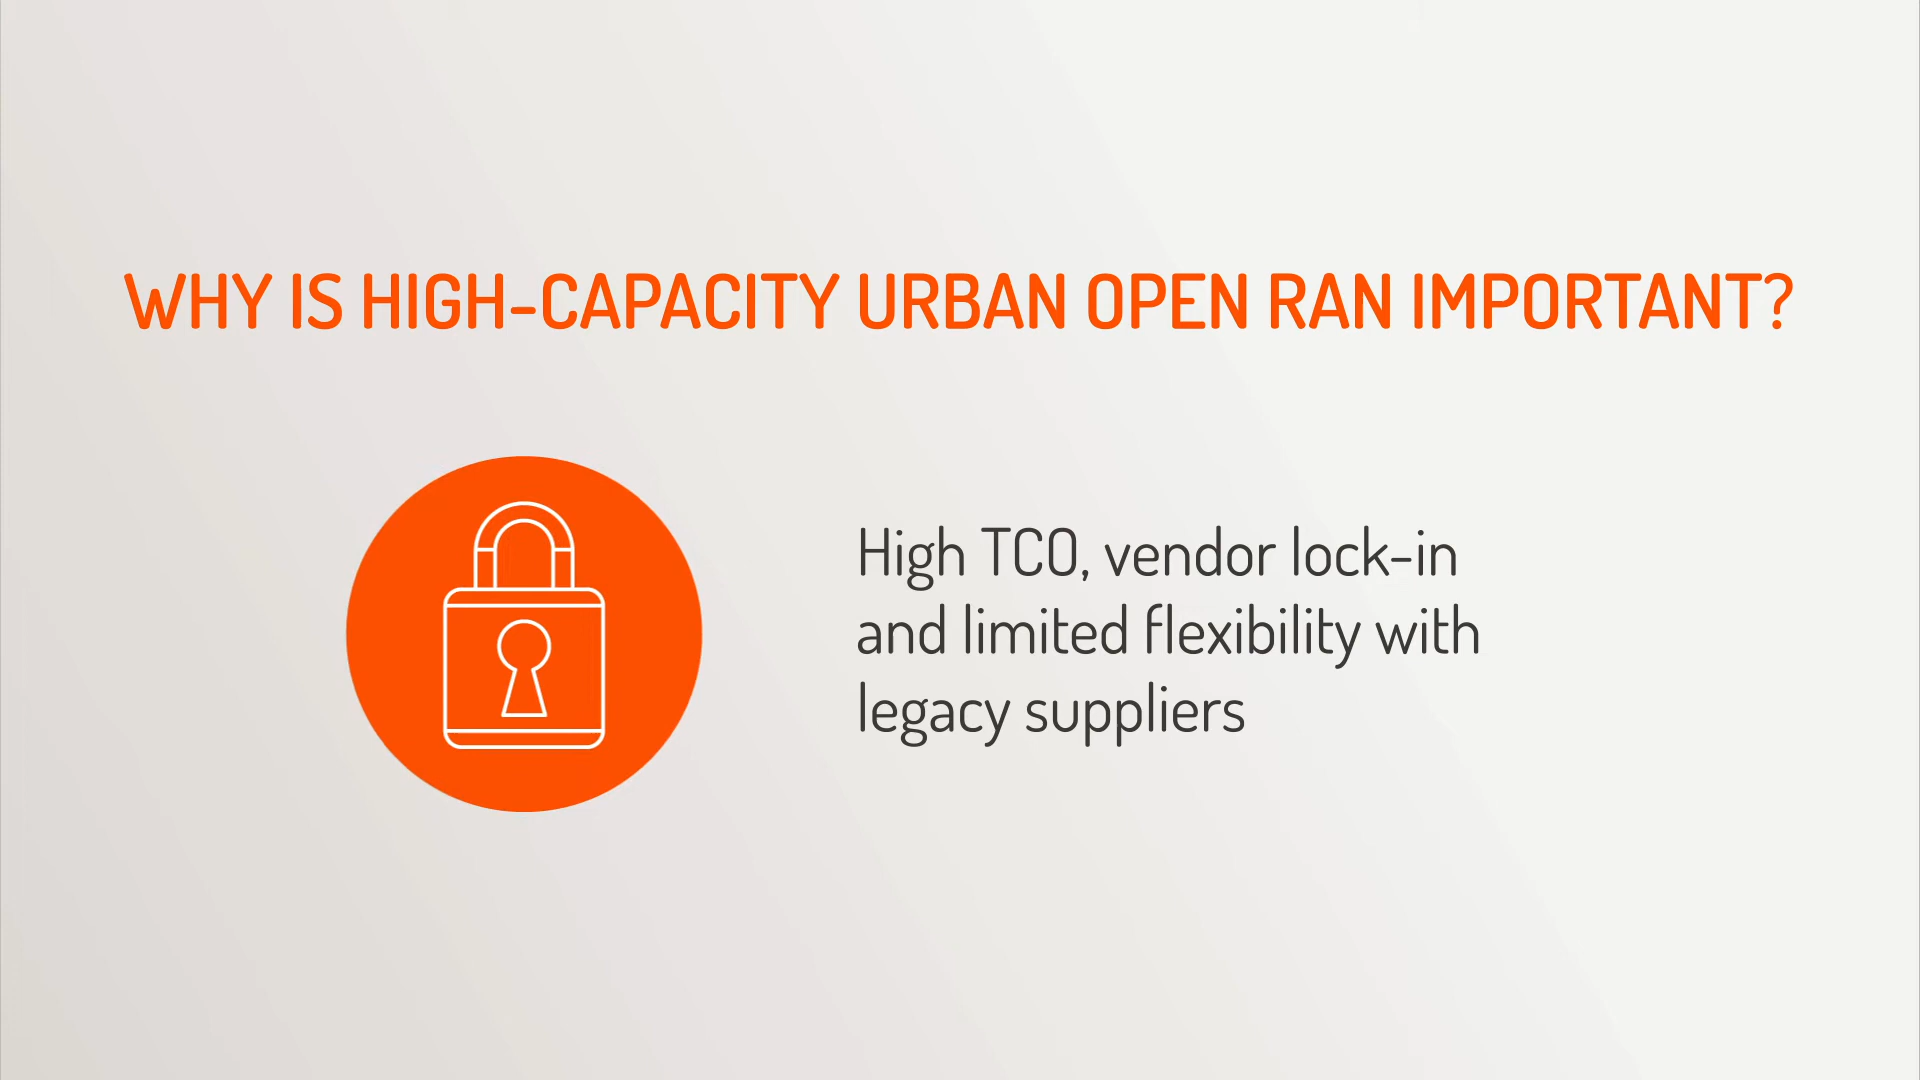 WHY IS HIGH-CAPACITY URBAN OPEN RAN IMPORTANT?
High TCO, vendor lock-in
and limited flexibility with
legacy suppliers